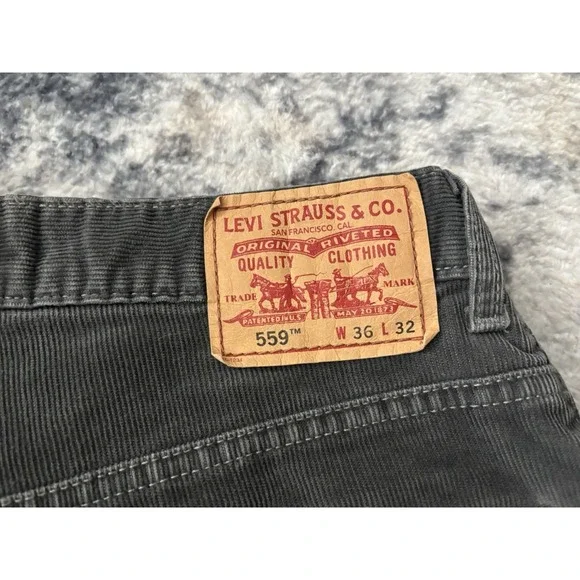 LEVI STRAUSS & CO.
SAN FRANCISCO, CAL.
ORIGINAL RIVETED
QUALITY CLOTHING
TRADE MARK
PATENTED IN U.S. MAY 20 1873
559™ W 36 L 32